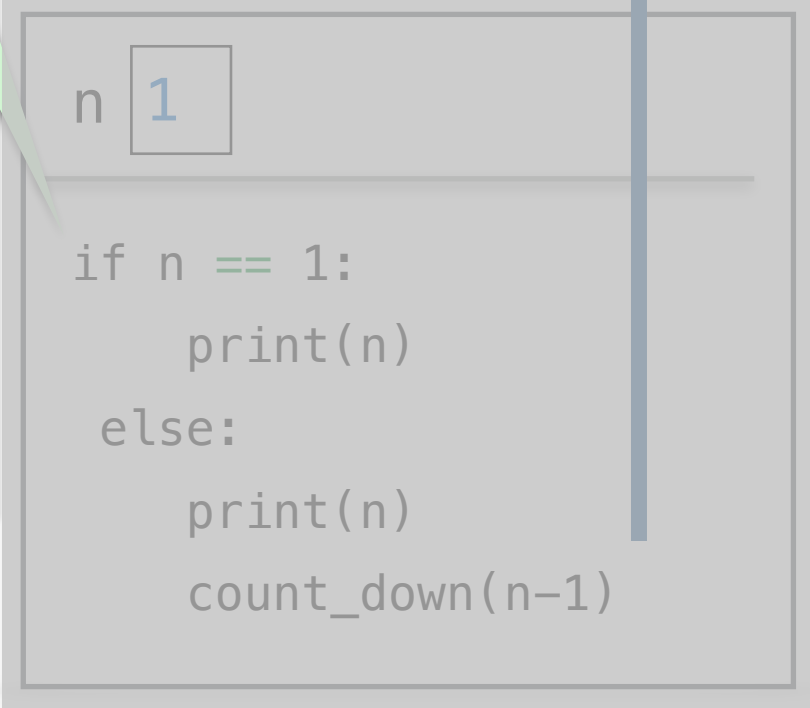 n 1
if n == 1:
    print(n)
 else:
    print(n)
    count_down(n-1)